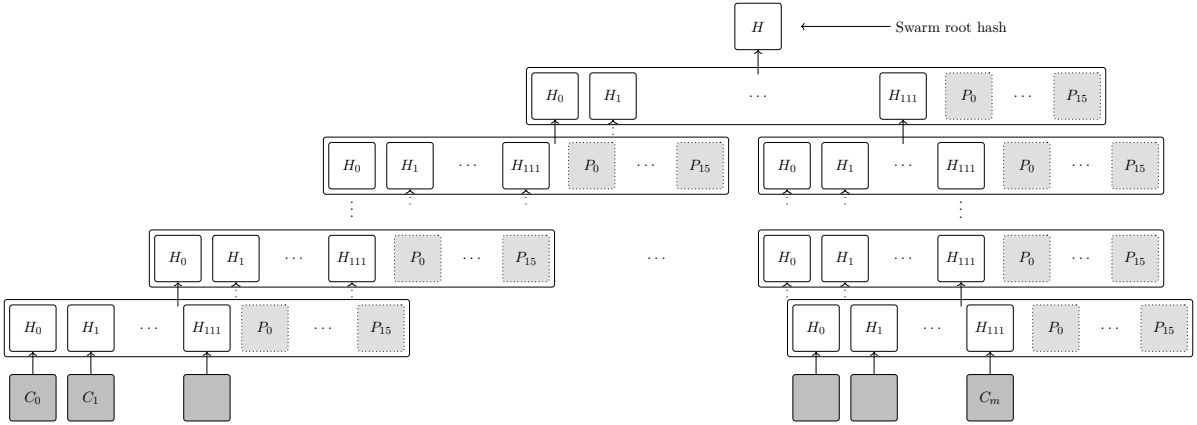 H Swarm root hash
H₀ H₁ ··· H₁₁₁ P₀ ··· P₁₅
H₀ H₁ ··· H₁₁₁ P₀ ··· P₁₅ H₀ H₁ ··· H₁₁₁ P₀ ··· P₁₅
H₀ H₁ ··· H₁₁₁ P₀ ··· P₁₅ ··· H₀ H₁ ··· H₁₁₁ P₀ ··· P₁₅
H₀ H₁ ··· H₁₁₁ P₀ ··· P₁₅ H₀ H₁ ··· H₁₁₁ P₀ ··· P₁₅
C₀ C₁ Cₘ